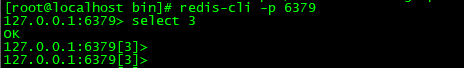 [root@localhost bin]# redis-cli -p 6379
127.0.0.1:6379> select 3
OK
127.0.0.1:6379[3]>
127.0.0.1:6379[3]>